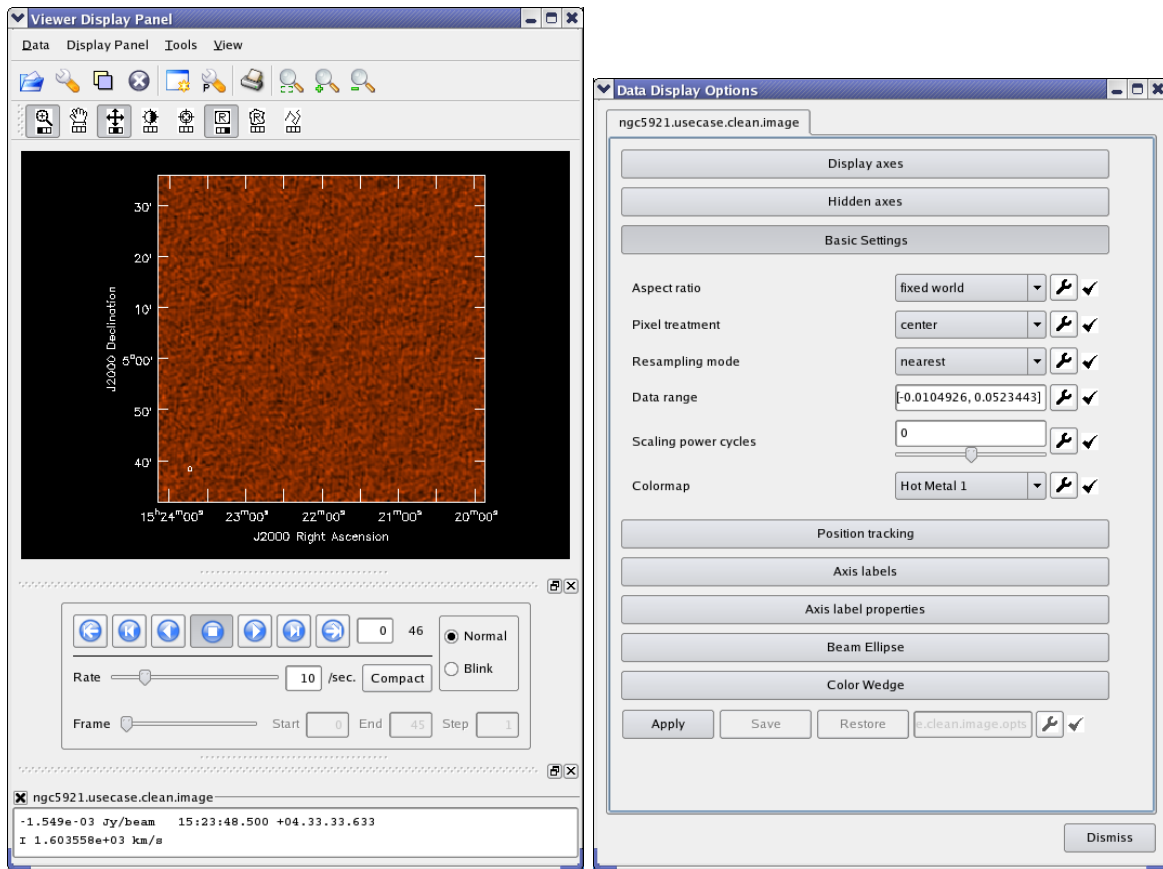 Viewer Display Panel
Data Display Panel Tools View
P
R R
30'
20'
10'
5°00'
50'
40'
J2000 Declination
15ʰ24ᵐ00ˢ 23ᵐ00ˢ 22ᵐ00ˢ 21ᵐ00ˢ 20ᵐ00ˢ
J2000 Right Ascension
0 46
Normal
Blink
Rate 10 /sec. Compact
Frame Start 0 End 45 Step 1
ngc5921.usecase.clean.image
-1.549e-03 Jy/beam 15:23:48.500 +04.33.33.633
I 1.603558e+03 km/s
Data Display Options
ngc5921.usecase.clean.image
Display axes
Hidden axes
Basic Settings
Aspect ratio fixed world
Pixel treatment center
Resampling mode nearest
Data range [-0.0104926, 0.0523443]
Scaling power cycles 0
Colormap Hot Metal 1
Position tracking
Axis labels
Axis label properties
Beam Ellipse
Color Wedge
Apply Save Restore e.clean.image.opts
Dismiss